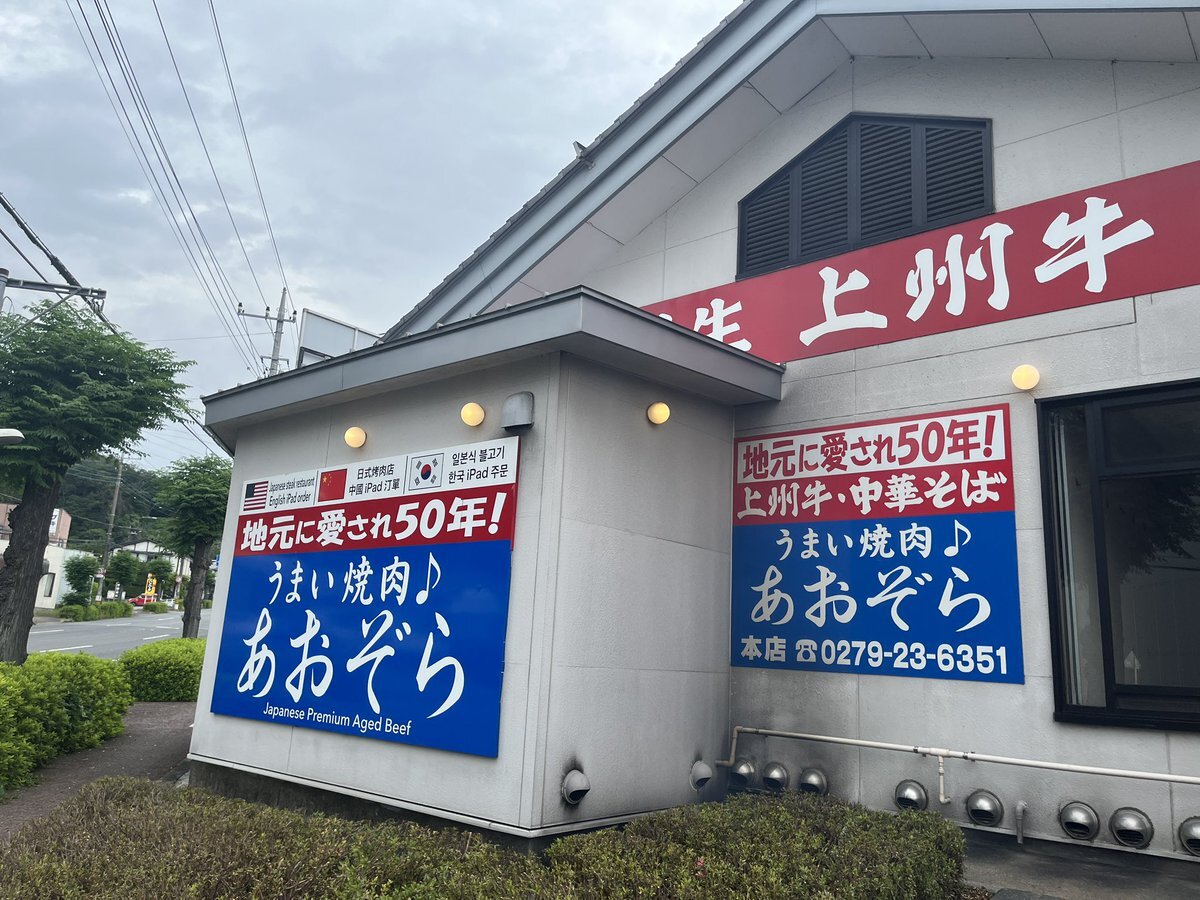 上州牛
Japanese steak restaurant
English iPad order
日式烤肉店
中國 iPad 汀單
일본식 불고기
한국 iPad 주문
地元に愛され50年!
うまい焼肉♪
あおぞら
Japanese Premium Aged Beef
地元に愛され50年!
上州牛・中華そば
うまい焼肉♪
あおぞら
本店 ☎0279-23-6351